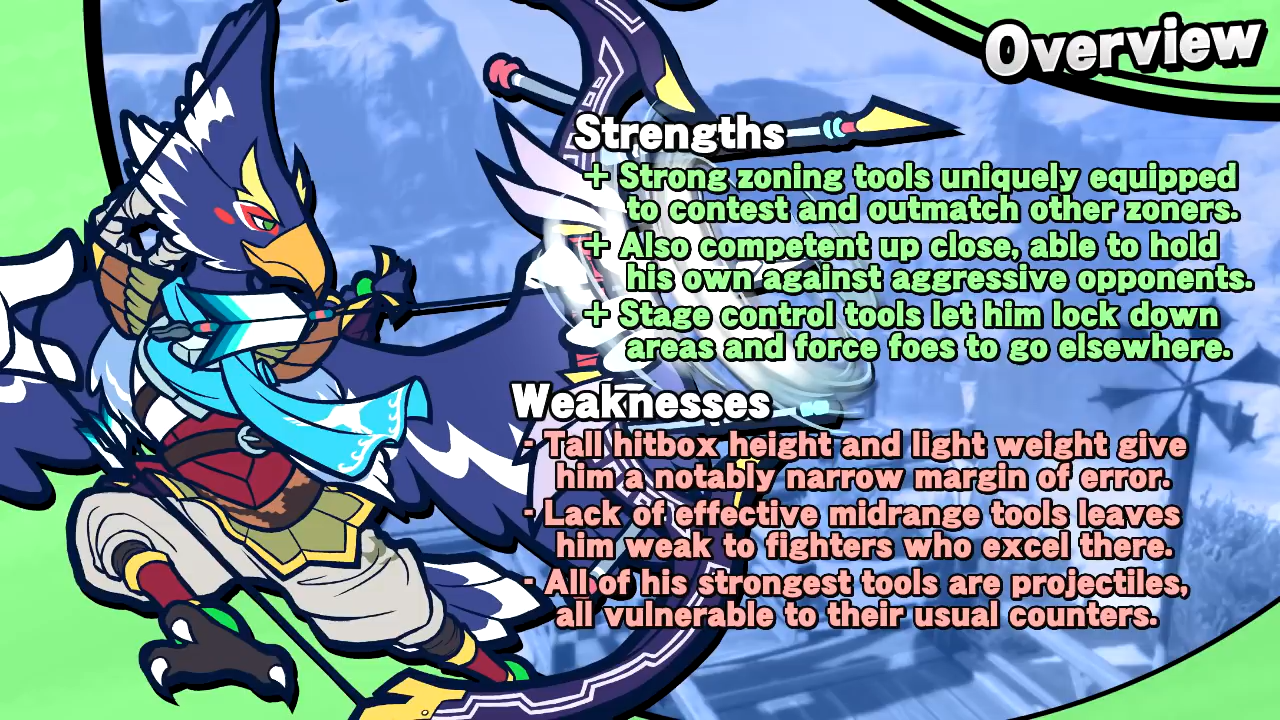 Overview
Strengths
+ Strong zoning tools uniquely equipped
to contest and outmatch other zoners.
+ Also competent up close, able to hold
his own against aggressive opponents.
+ Stage control tools let him lock down
areas and force foes to go elsewhere.
Weaknesses
- Tall hitbox height and light weight give
him a notably narrow margin of error.
- Lack of effective midrange tools leaves
him weak to fighters who excel there.
- All of his strongest tools are projectiles,
all vulnerable to their usual counters.